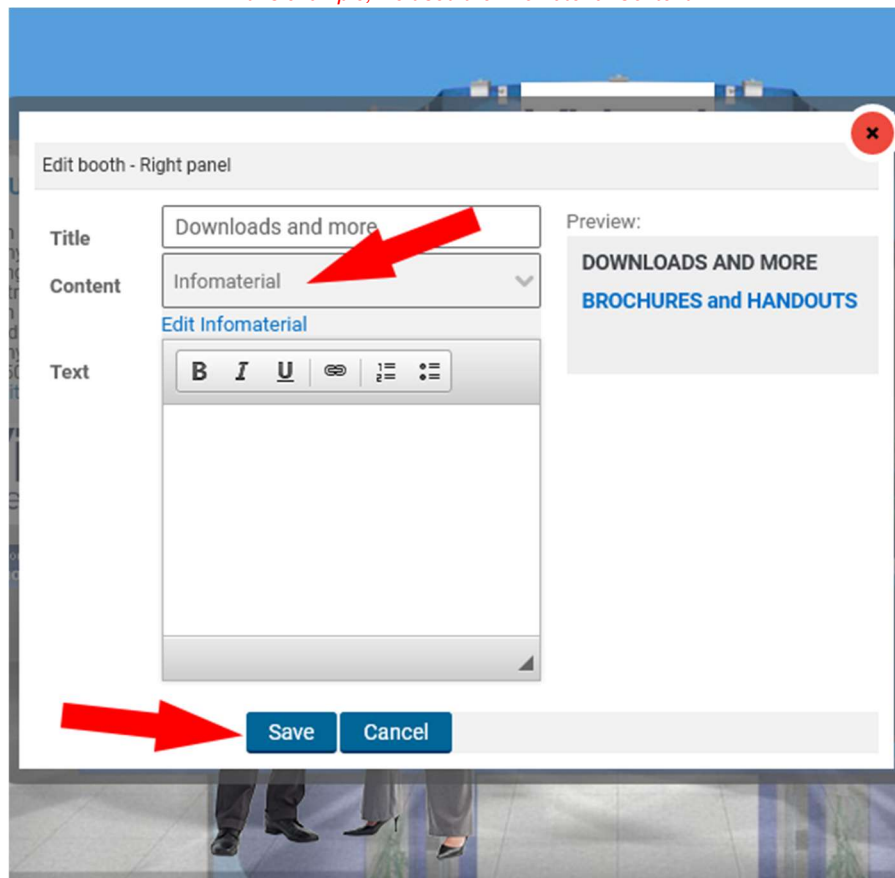 Edit booth - Right panel
Title
Downloads and more
Preview:
DOWNLOADS AND MORE
BROCHURES and HANDOUTS
Content
Infomaterial
Edit Infomaterial
Text
B I U
Save Cancel